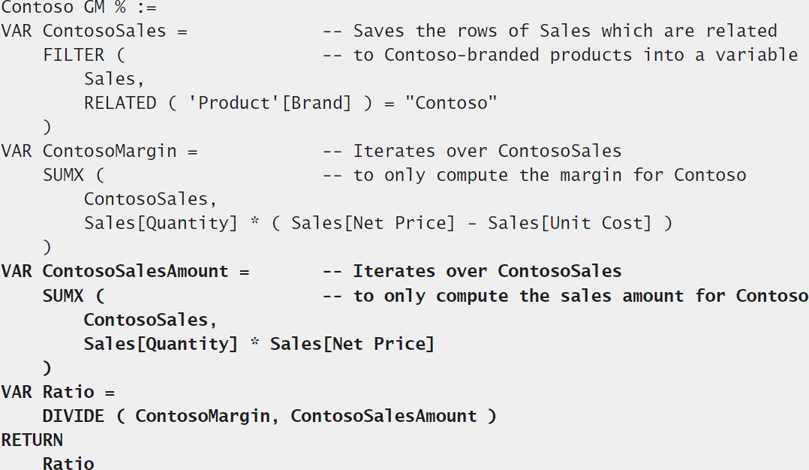 Contoso GM % :=
VAR ContosoSales =             -- Saves the rows of Sales which are related
    FILTER (                   -- to Contoso-branded products into a variable
        Sales,
        RELATED ( 'Product'[Brand] ) = "Contoso"
    )
VAR ContosoMargin =            -- Iterates over ContosoSales
    SUMX (                     -- to only compute the margin for Contoso
        ContosoSales,
        Sales[Quantity] * ( Sales[Net Price] - Sales[Unit Cost] )
    )
VAR ContosoSalesAmount =       -- Iterates over ContosoSales
    SUMX (                     -- to only compute the sales amount for Contoso
        ContosoSales,
        Sales[Quantity] * Sales[Net Price]
    )
VAR Ratio =
    DIVIDE ( ContosoMargin, ContosoSalesAmount )
RETURN
    Ratio